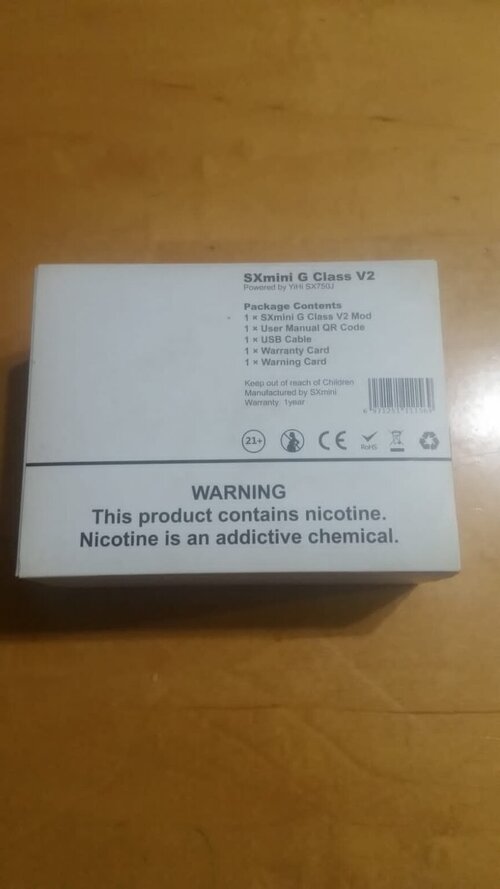 SXmini G Class V2
Powered by YiHi SX750J
Package Contents
1 × SXmini G Class V2 Mod
1 × User Manual QR Code
1 × USB Cable
1 × Warranty Card
1 × Warning Card
Keep out of reach of Children
Manufactured by SXmini
Warranty 1year
21+
CE
RoHS
WARNING
This product contains nicotine.
Nicotine is an addictive chemical.